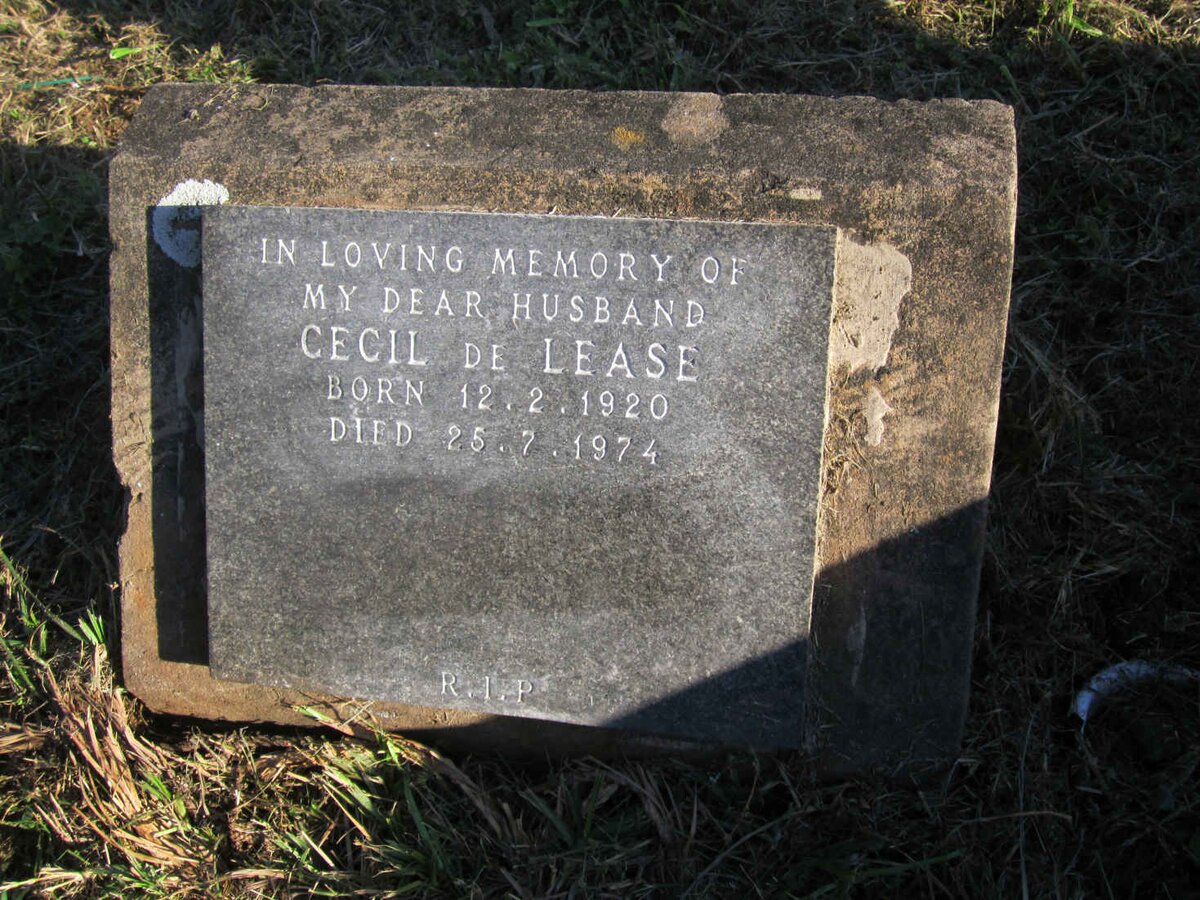 IN LOVING MEMORY OF
MY DEAR HUSBAND
CECIL DE LEASE
BORN 12.2.1920
DIED 25.7.1974
R.I.P